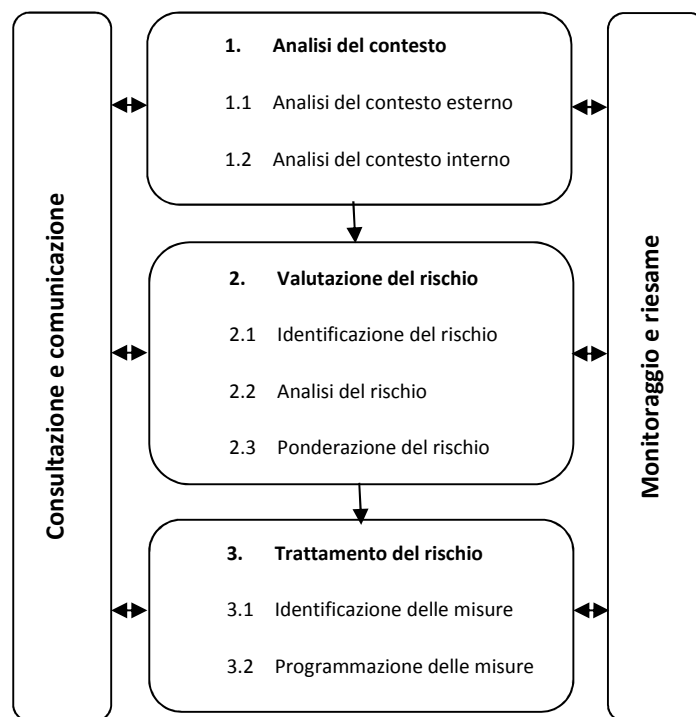 Consultazione e comunicazione
1. Analisi del contesto
1.1 Analisi del contesto esterno
1.2 Analisi del contesto interno
2. Valutazione del rischio
2.1 Identificazione del rischio
2.2 Analisi del rischio
2.3 Ponderazione del rischio
3. Trattamento del rischio
3.1 Identificazione delle misure
3.2 Programmazione delle misure
Monitoraggio e riesame